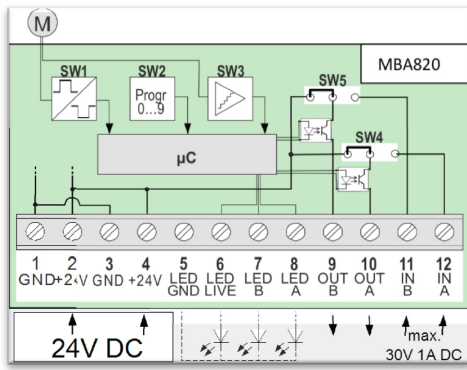 M
MBA820
SW1
SW2
SW3
SW5
Progr
0...9
SW4
µC
1 2 3 4 5 6 7 8 9 10 11 12
GND +24V GND +24V LED GND LED LIVE LED B LED A OUT B OUT A IN B IN A
24V DC
max.
30V 1A DC